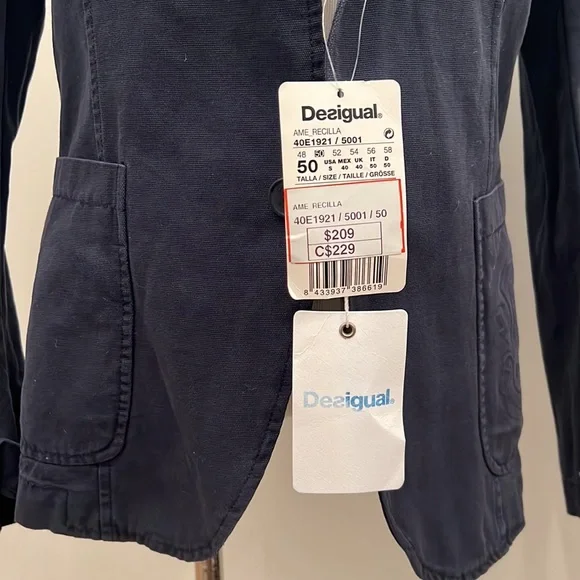 Desigual.
AME_RECILLA
40E1921 / 5001
48 50 52 54 56 58
50 USA MEX UK IT D
S 40 40 50 50
TALLA / SIZE / TAILLE / GRÖSSE
AME_RECILLA
40E1921 / 5001 / 50
$209
C$229
8 433937 386619
Desigual.